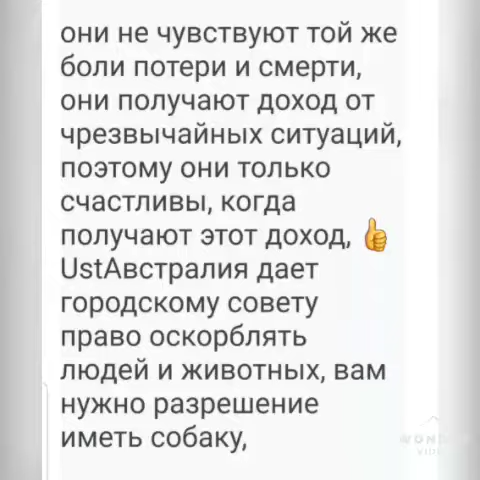 они не чувствуют той же
боли потери и смерти,
они получают доход от
чрезвычайных ситуаций,
поэтому они только
счастливы, когда
получают этот доход, 👍
UstАвстралия дает
городскому совету
право оскорблять
людей и животных, вам
нужно разрешение
иметь собаку,